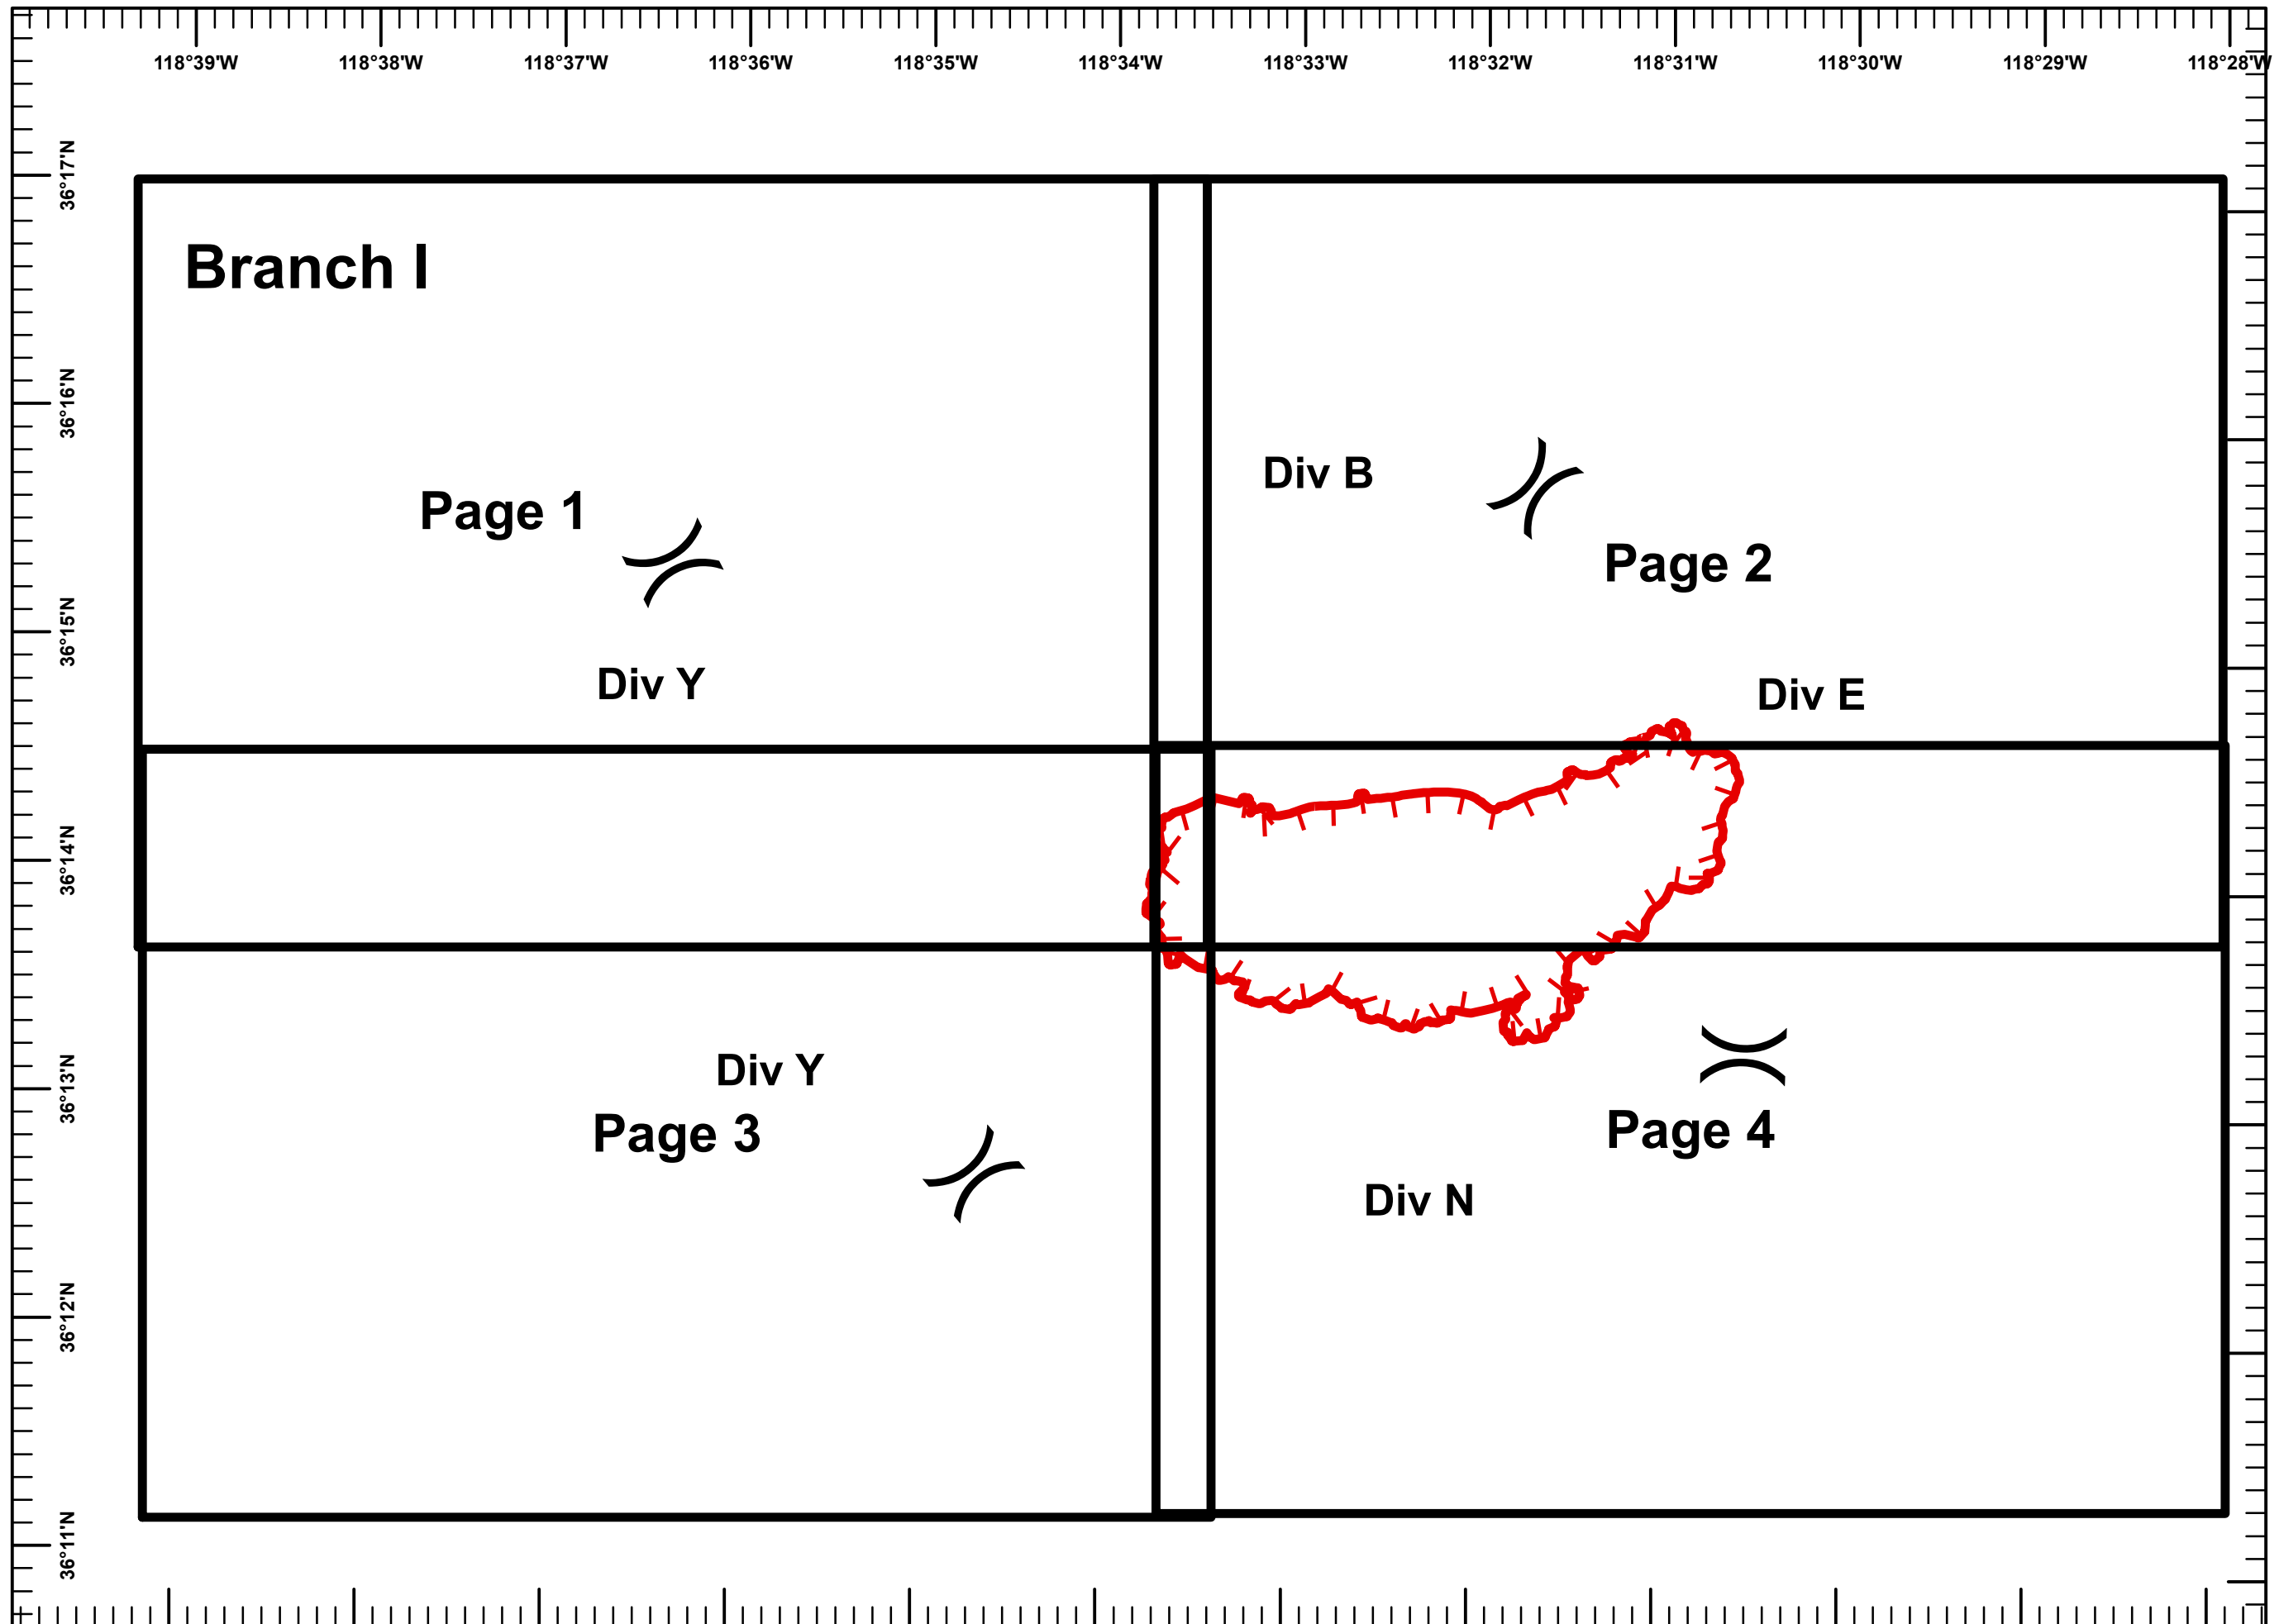 118°39'W 118°38'W 118°37'W 118°36'W 118°35'W 118°34'W 118°33'W 118°32'W 118°31'W 118°30'W 118°29'W 118°28'W
36°17'N
Branch I
36°16'N
Div B
Page 1
Page 2
36°15'N
Div Y
Div E
36°14'N
Div Y
36°13'N
Page 3
Page 4
Div N
36°12'N
36°11'N